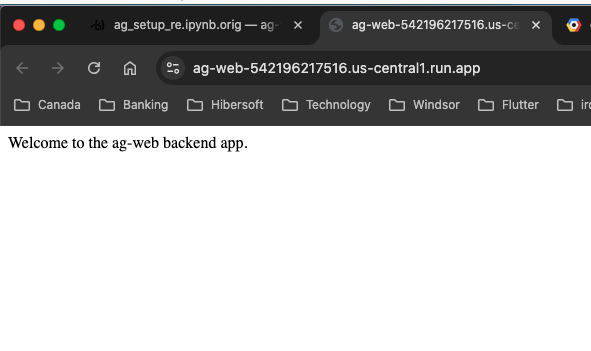 ag_setup_re.ipynb.orig — ag-
ag-web-542196217516.us-ce
ag-web-542196217516.us-central1.run.app
Canada Banking Hibersoft Technology Windsor Flutter irc
Welcome to the ag-web backend app.